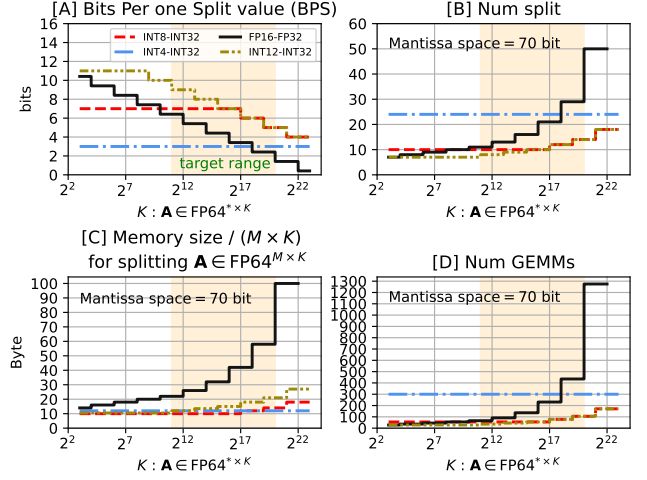 [A] Bits Per one Split value (BPS)
16
14
12
10
8
6
4
2
0
bits
INT8-INT32
INT4-INT32
FP16-FP32
INT12-INT32
target range
2^2 2^7 2^12 2^17 2^22
K : A ∈ FP64^{* × K}
[B] Num split
60
50
40
30
20
10
0
Mantissa space = 70 bit
2^2 2^7 2^12 2^17 2^22
K : A ∈ FP64^{* × K}
[C] Memory size / (M × K)
for splitting A ∈ FP64^{M × K}
100
90
80
70
60
50
40
30
20
10
0
Byte
Mantissa space = 70 bit
2^2 2^7 2^12 2^17 2^22
K : A ∈ FP64^{* × K}
[D] Num GEMMs
1300
1200
1100
1000
900
800
700
600
500
400
300
200
100
0
Mantissa space = 70 bit
2^2 2^7 2^12 2^17 2^22
K : A ∈ FP64^{* × K}